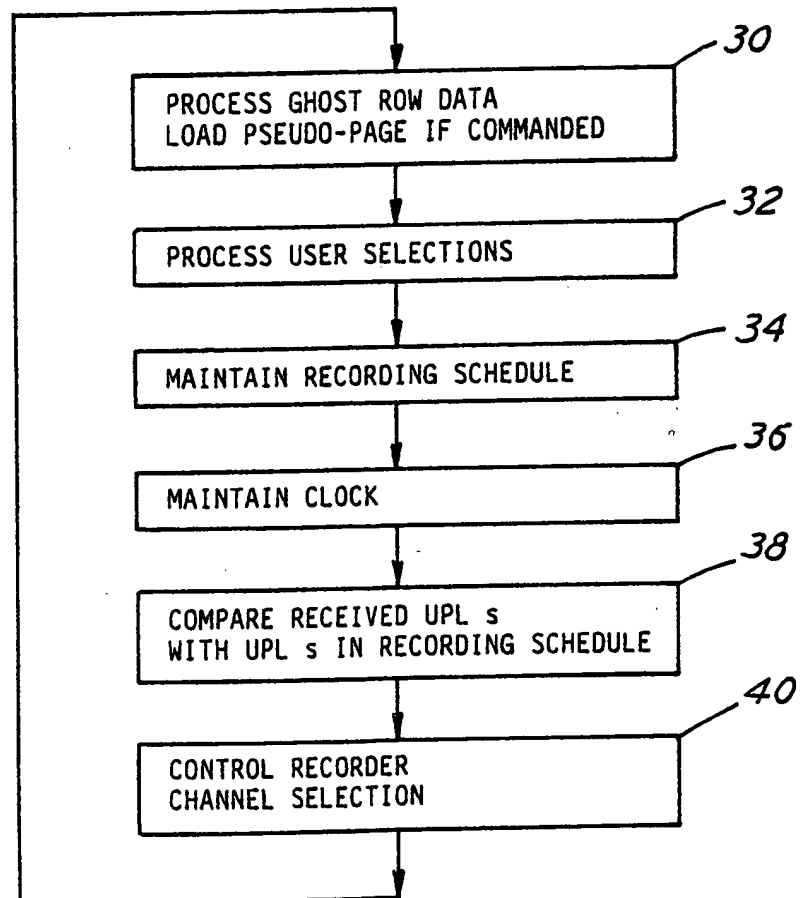 30
PROCESS GHOST ROW DATA
LOAD PSEUDO-PAGE IF COMMANDED
32
PROCESS USER SELECTIONS
34
MAINTAIN RECORDING SCHEDULE
36
MAINTAIN CLOCK
38
COMPARE RECEIVED UPL s
WITH UPL s IN RECORDING SCHEDULE
40
CONTROL RECORDER
CHANNEL SELECTION